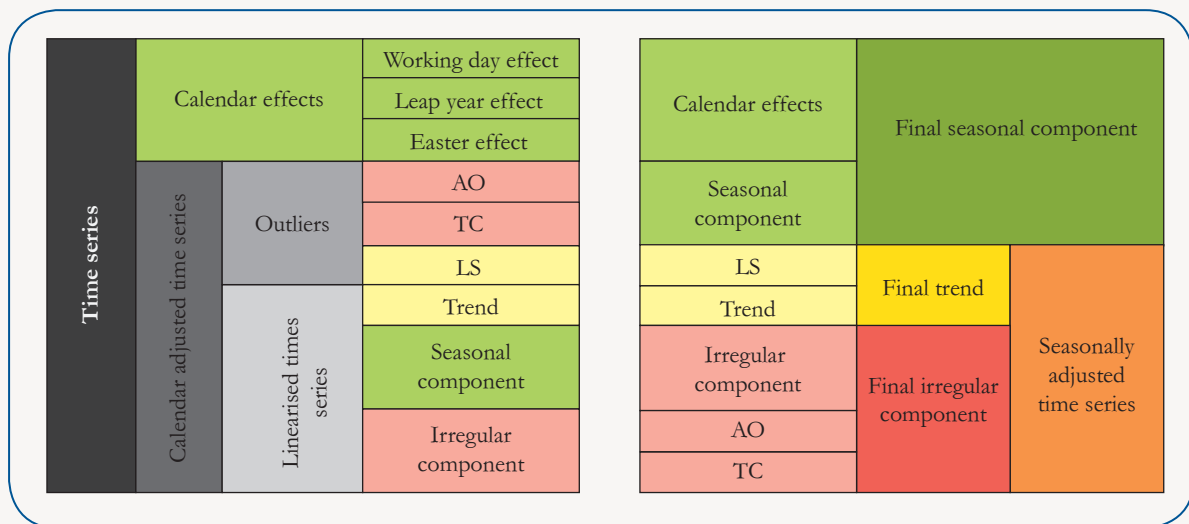 Time series
Calendar effects
Working day effect
Leap year effect
Easter effect
Calendar adjusted time series
Outliers
AO
TC
LS
Linearised times
series
Trend
Seasonal
component
Irregular
component
Calendar effects
Final seasonal component
Seasonal
component
LS
Trend
Final trend
Seasonally
adjusted
time series
Irregular
component
Final irregular
component
AO
TC